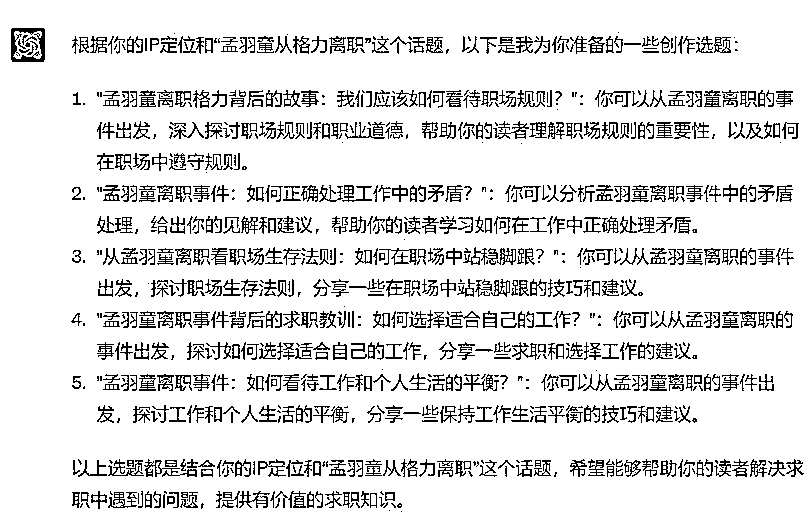 根据你的IP定位和“孟羽童从格力离职”这个话题，以下是我为你准备的一些创作选题：
1. "孟羽童离职格力背后的故事：我们应该如何看待职场规则？"：你可以从孟羽童离职的事
件出发，深入探讨职场规则和职业道德，帮助你的读者理解职场规则的重要性，以及如何
在职场中遵守规则。
2. "孟羽童离职事件：如何正确处理工作中的矛盾？"：你可以分析孟羽童离职事件中的矛盾
处理，给出你的见解和建议，帮助你的读者学习如何在工作中正确处理矛盾。
3. "从孟羽童离职看职场生存法则：如何在职场中站稳脚跟？"：你可以从孟羽童离职的事件
出发，探讨职场生存法则，分享一些在职场中站稳脚跟的技巧和建议。
4. "孟羽童离职事件背后的求职教训：如何选择适合自己的工作？"：你可以从孟羽童离职的
事件出发，探讨如何选择适合自己的工作，分享一些求职和选择工作的建议。
5. "孟羽童离职事件：如何看待工作和个人生活的平衡？"：你可以从孟羽童离职的事件出
发，探讨工作和个人生活的平衡，分享一些保持工作生活平衡的技巧和建议。
以上选题都是结合你的IP定位和“孟羽童从格力离职”这个话题，希望能够帮助你的读者解决求
职中遇到的问题，提供有价值的求职知识。